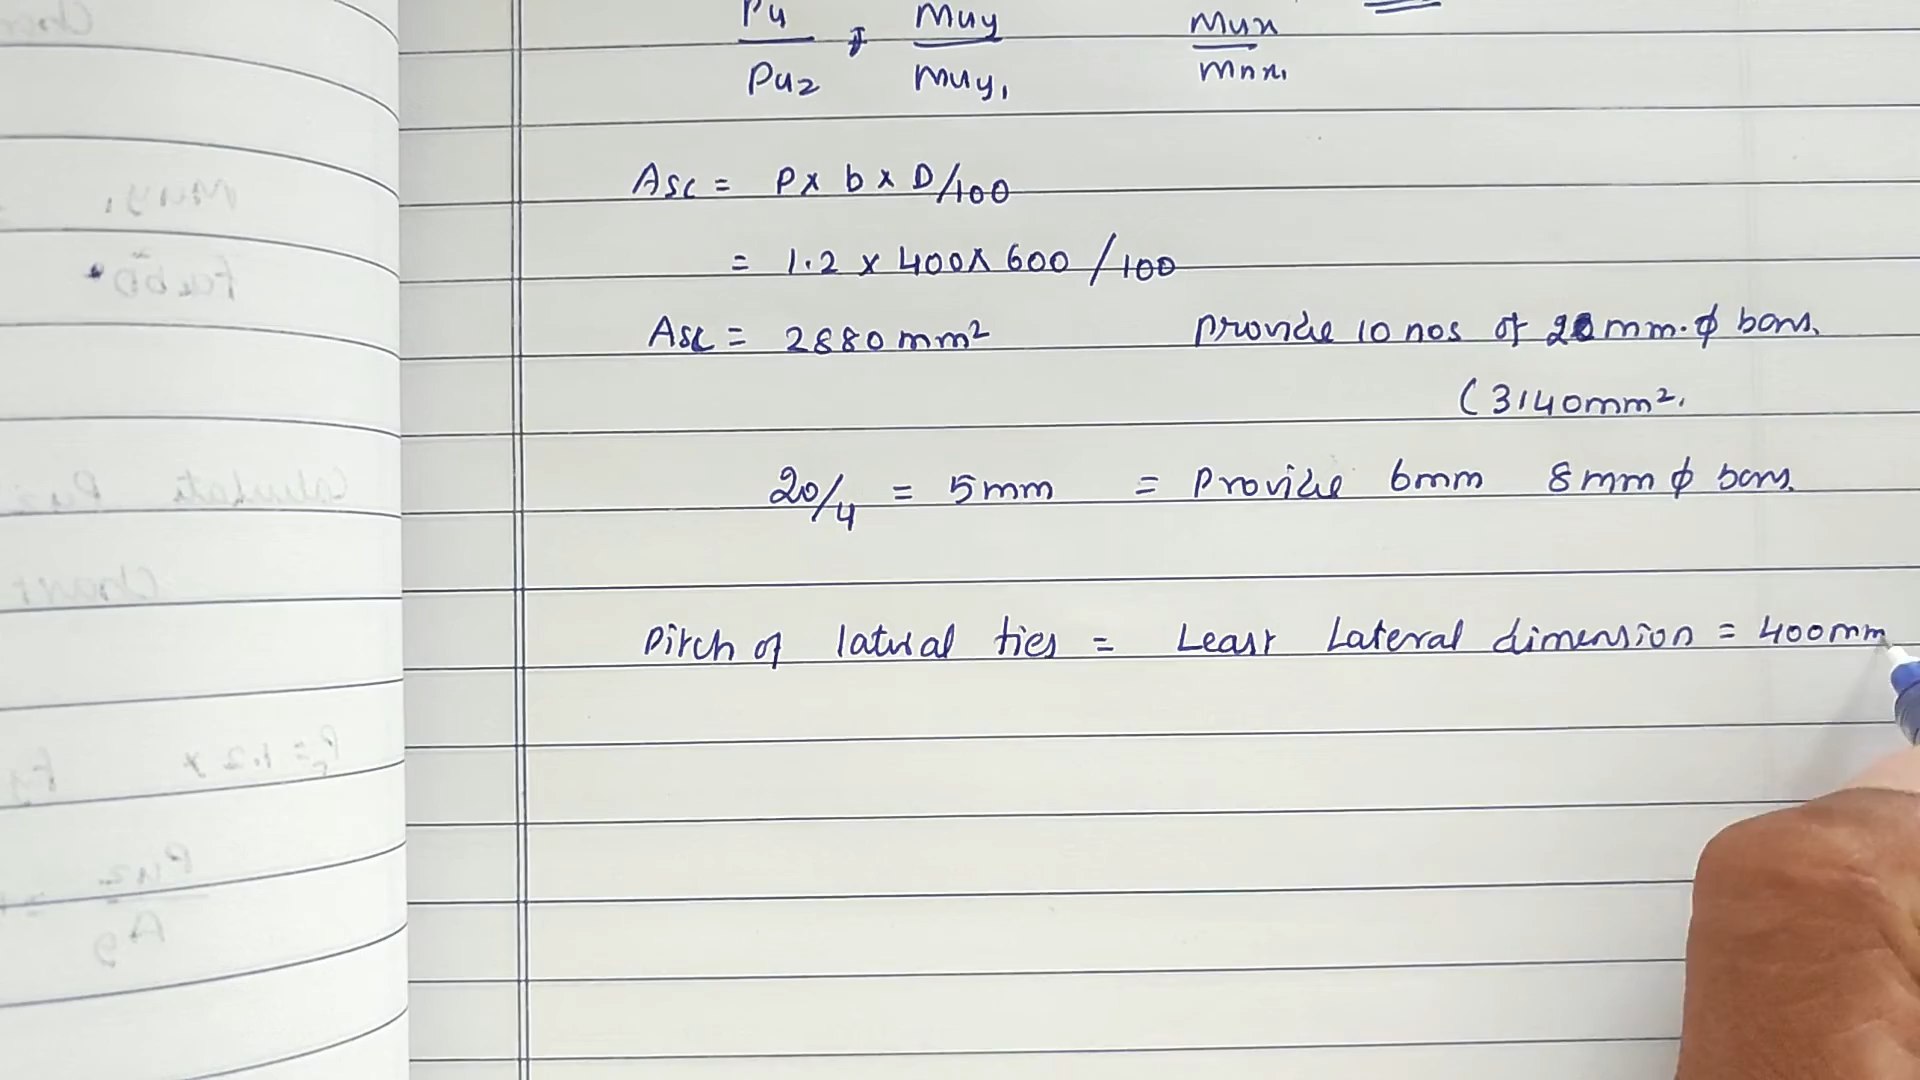 Pu , Muy Mux
Puz Muy1 Mnx1
Asc = P x b x D/100
= 1.2 x 400 x 600 / 100
Asc = 2880 mm² Provide 10 nos of 20mm.ϕ bars.
(3140mm².
20/4 = 5mm = Provide 6mm 8mm ϕ bars.
Pitch of lateral ties = Least Lateral dimension = 400mm